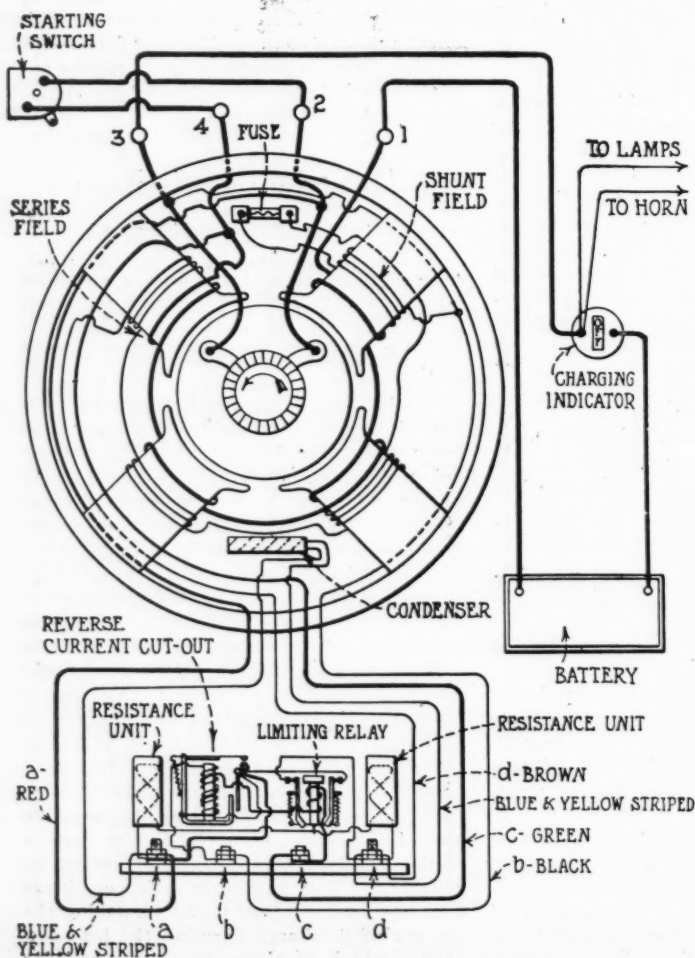 STARTING
SWITCH
3
4
2
1
FUSE
SERIES
FIELD
SHUNT
FIELD
TO LAMPS
TO HORN
OFF
CHARGING
INDICATOR
CONDENSER
BATTERY
REVERSE
CURRENT CUT-OUT
RESISTANCE
UNIT
LIMITING RELAY
RESISTANCE UNIT
a-
RED
d-BROWN
BLUE & YELLOW STRIPED
C-GREEN
b-BLACK
a
b
c
d
BLUE &
YELLOW STRIPED